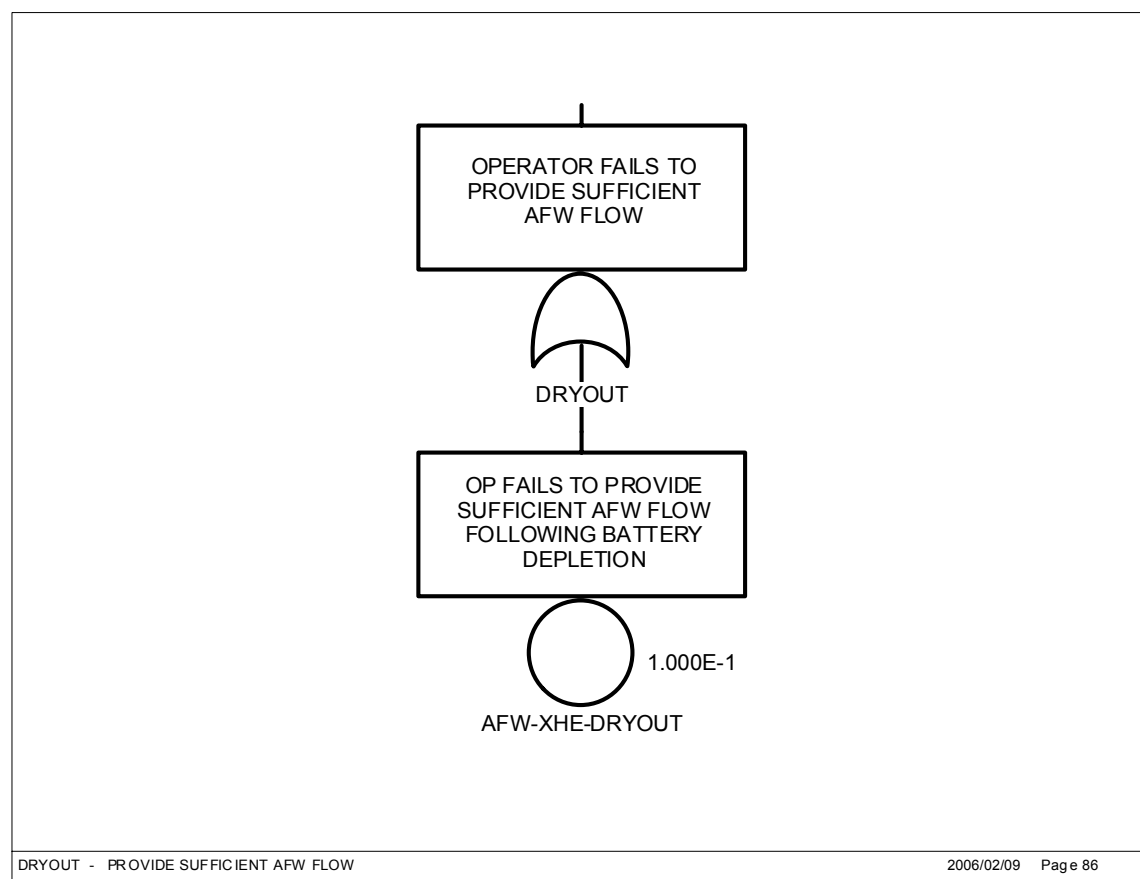 OPERATOR FAILS TO
PROVIDE SUFFICIENT
AFW FLOW
DRYOUT
OP FAILS TO PROVIDE
SUFFICIENT AFW FLOW
FOLLOWING BATTERY
DEPLETION
1.000E-1
AFW-XHE-DRYOUT
DRYOUT - PROVIDE SUFFICIENT AFW FLOW
2006/02/09 Page 86